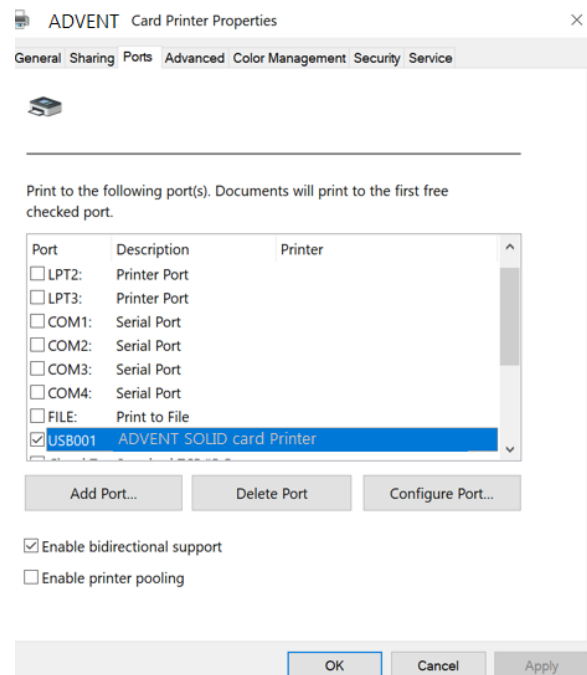 ADVENT Card Printer Properties
General Sharing Ports Advanced Color Management Security Service
Print to the following port(s). Documents will print to the first free
checked port.
Port Description Printer
LPT2: Printer Port
LPT3: Printer Port
COM1: Serial Port
COM2: Serial Port
COM3: Serial Port
COM4: Serial Port
FILE: Print to File
USB001 ADVENT SOLID card Printer
Add Port... Delete Port Configure Port...
Enable bidirectional support
Enable printer pooling
OK Cancel Apply